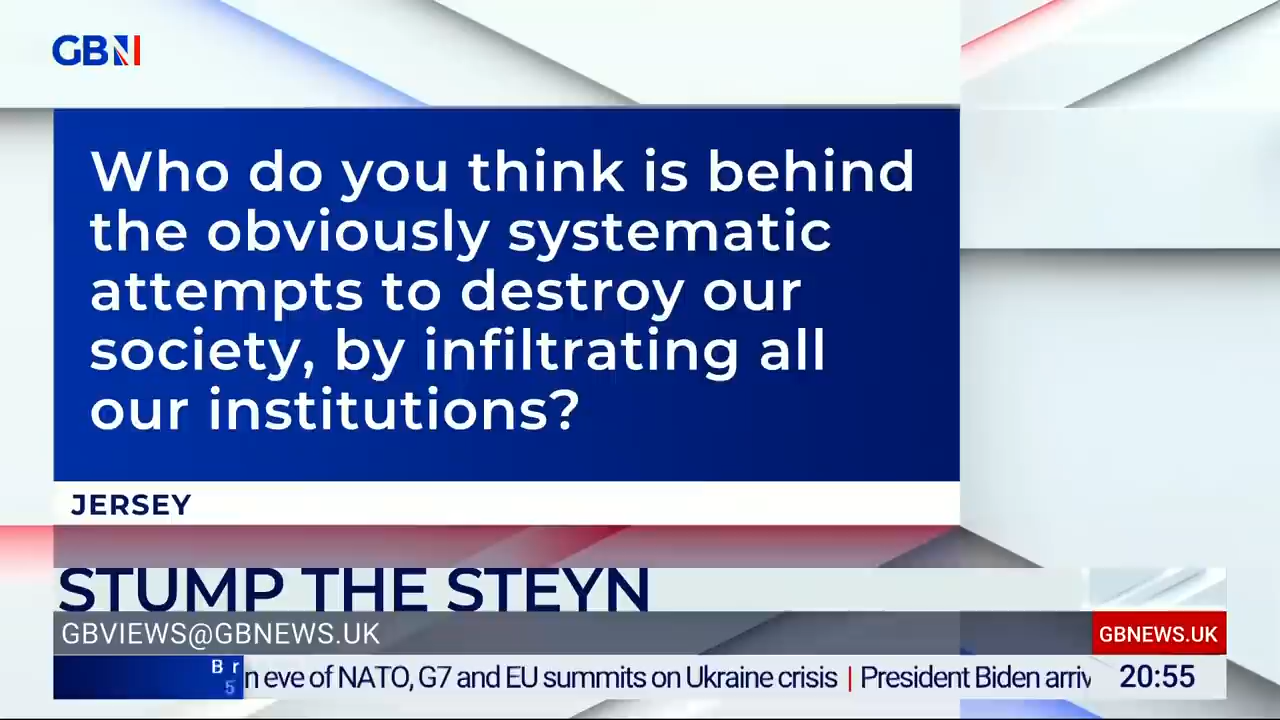 GBN
Who do you think is behind
the obviously systematic
attempts to destroy our
society, by infiltrating all
our institutions?
JERSEY
STUMP THE STEYN
GBVIEWS@GBNEWS.UK
GBNEWS.UK
B r
5
n eve of NATO, G7 and EU summits on Ukraine crisis | President Biden arriv
20:55